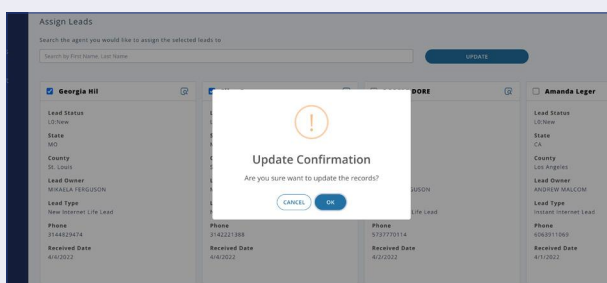 Assign Leads
Search the agent you would like to assign the selected leads to
Search by First Name, Last Name
UPDATE
Georgia Hil
Lead Status
L0:New
State
MO
County
St. Louis
Lead Owner
MIKAELA FERGUSON
Lead Type
New Internet Life Lead
Phone
3144629474
Received Date
4/4/2022
Phone
3142221388
Received Date
4/4/2022
DORE
GUSON
Life Lead
Phone
5737770114
Received Date
4/2/2022
Amanda Leger
Lead Status
L0:New
State
CA
County
Los Angeles
Lead Owner
ANDREW MALCOM
Lead Type
Instant Internet Lead
Phone
Received Date
4/1/2022
!
Update Confirmation
Are you sure want to update the records?
CANCEL
OK